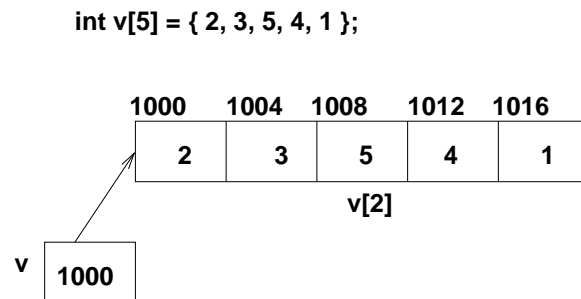 int v[5] = { 2, 3, 5, 4, 1 };
1000 1004 1008 1012 1016
2 3 5 4 1
v[2]
v 1000